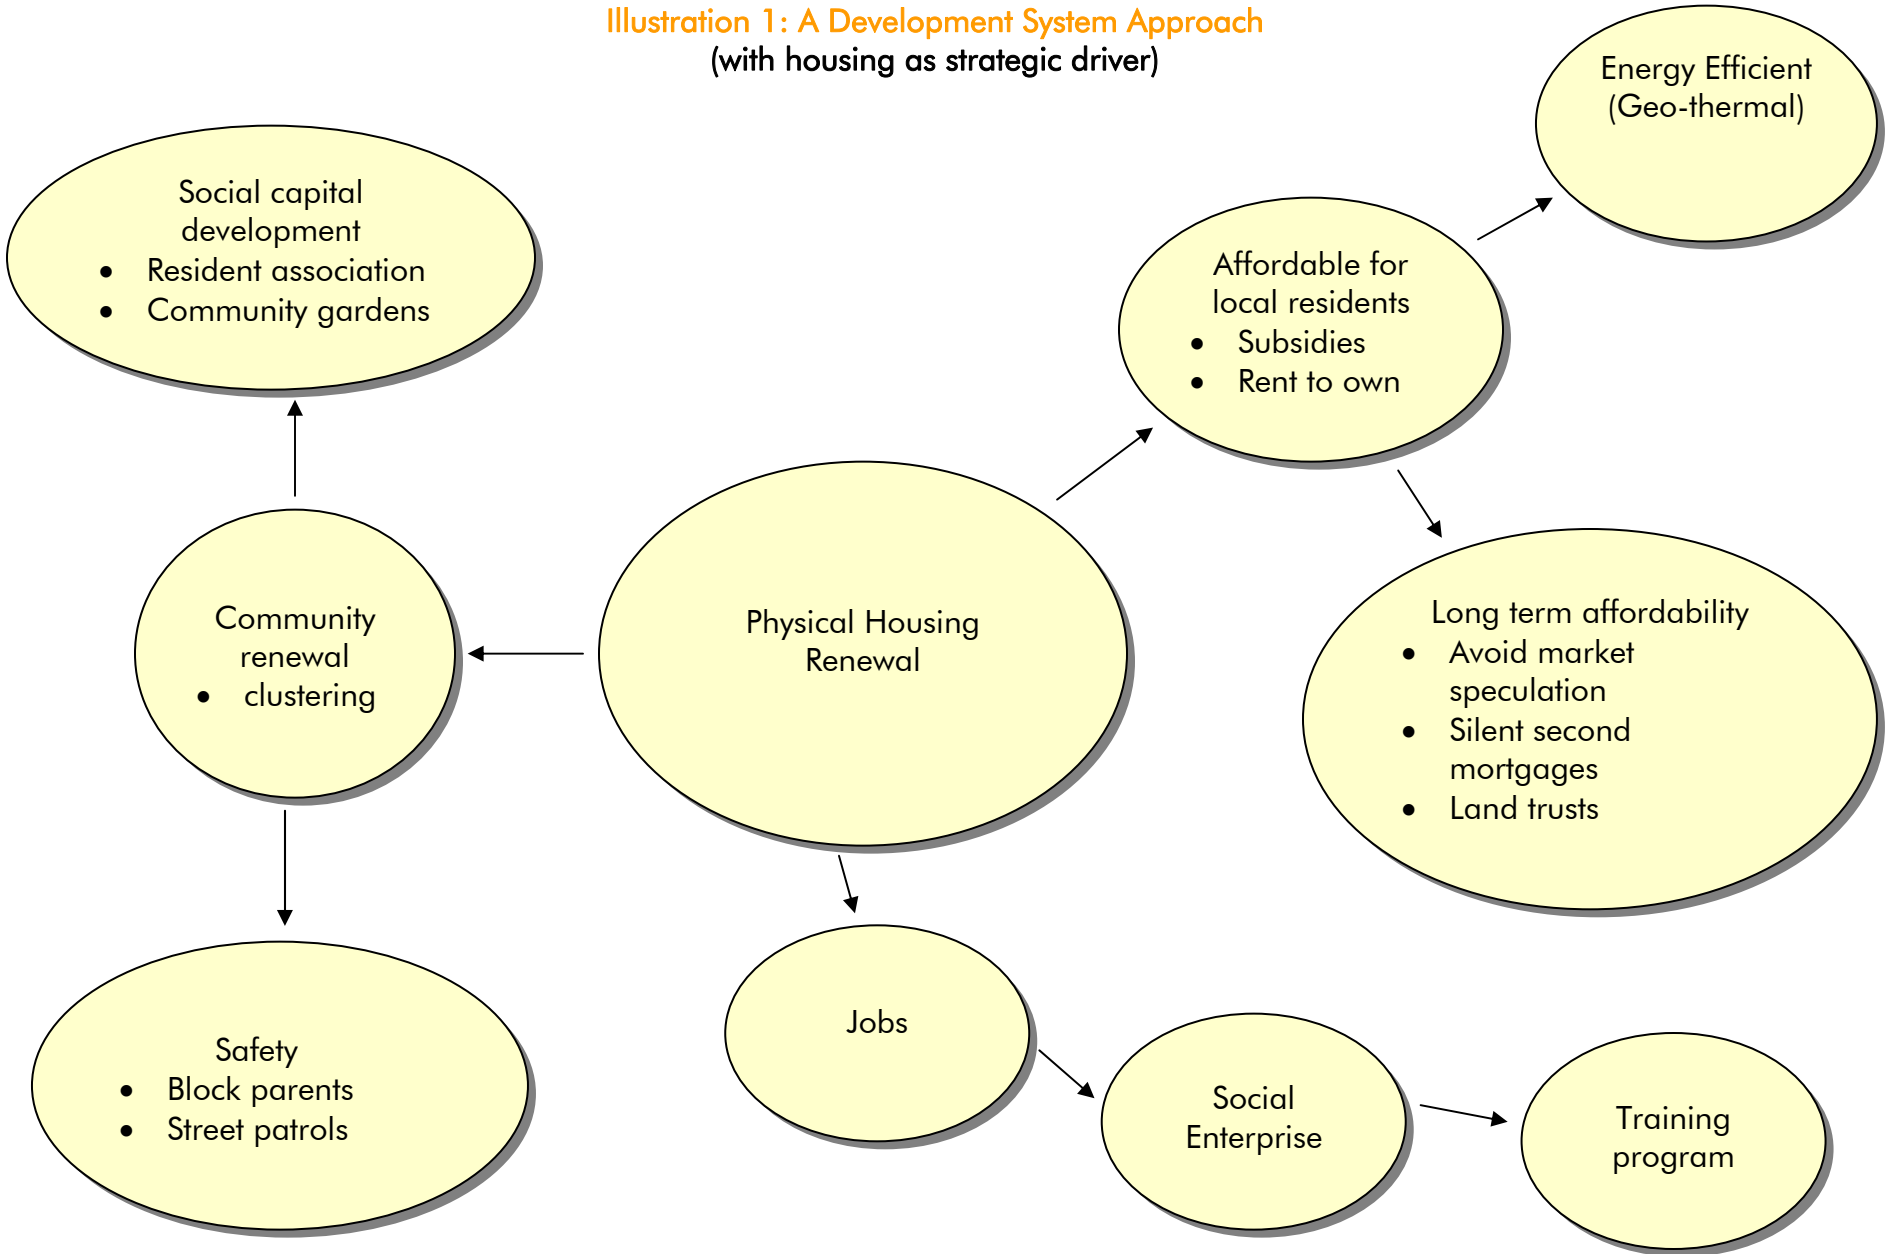 Illustration 1: A Development System Approach
(with housing as strategic driver)
Energy Efficient
(Geo-thermal)
Social capital
development
• Resident association
• Community gardens
Affordable for
local residents
• Subsidies
• Rent to own
Community
renewal
• clustering
Physical Housing
Renewal
Long term affordability
• Avoid market
speculation
• Silent second
mortgages
• Land trusts
Safety
• Block parents
• Street patrols
Jobs
Social
Enterprise
Training
program